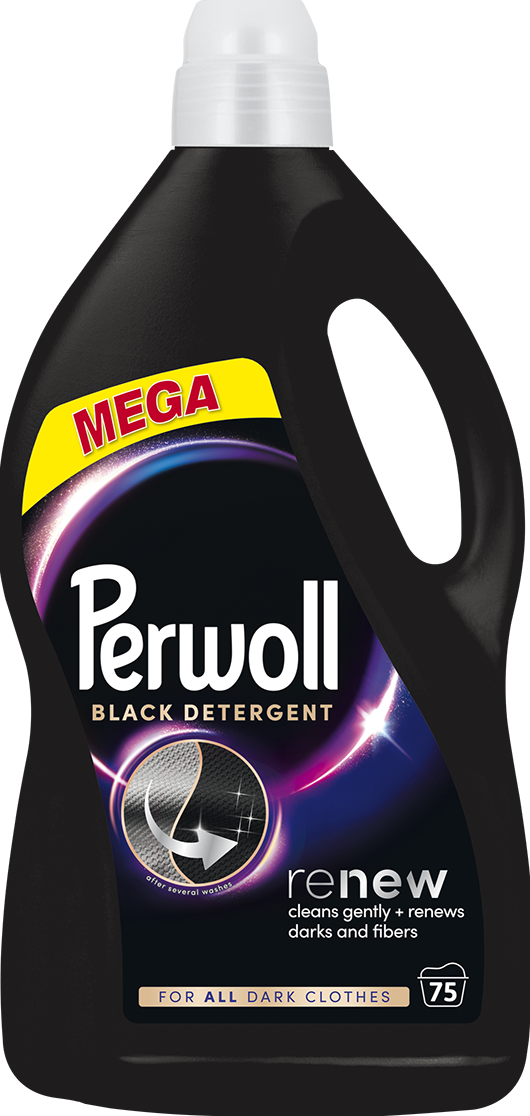 MEGA
Perwoll
BLACK DETERGENT
after several washes
renew
cleans gently + renews
darks and fibers
FOR ALL DARK CLOTHES
75